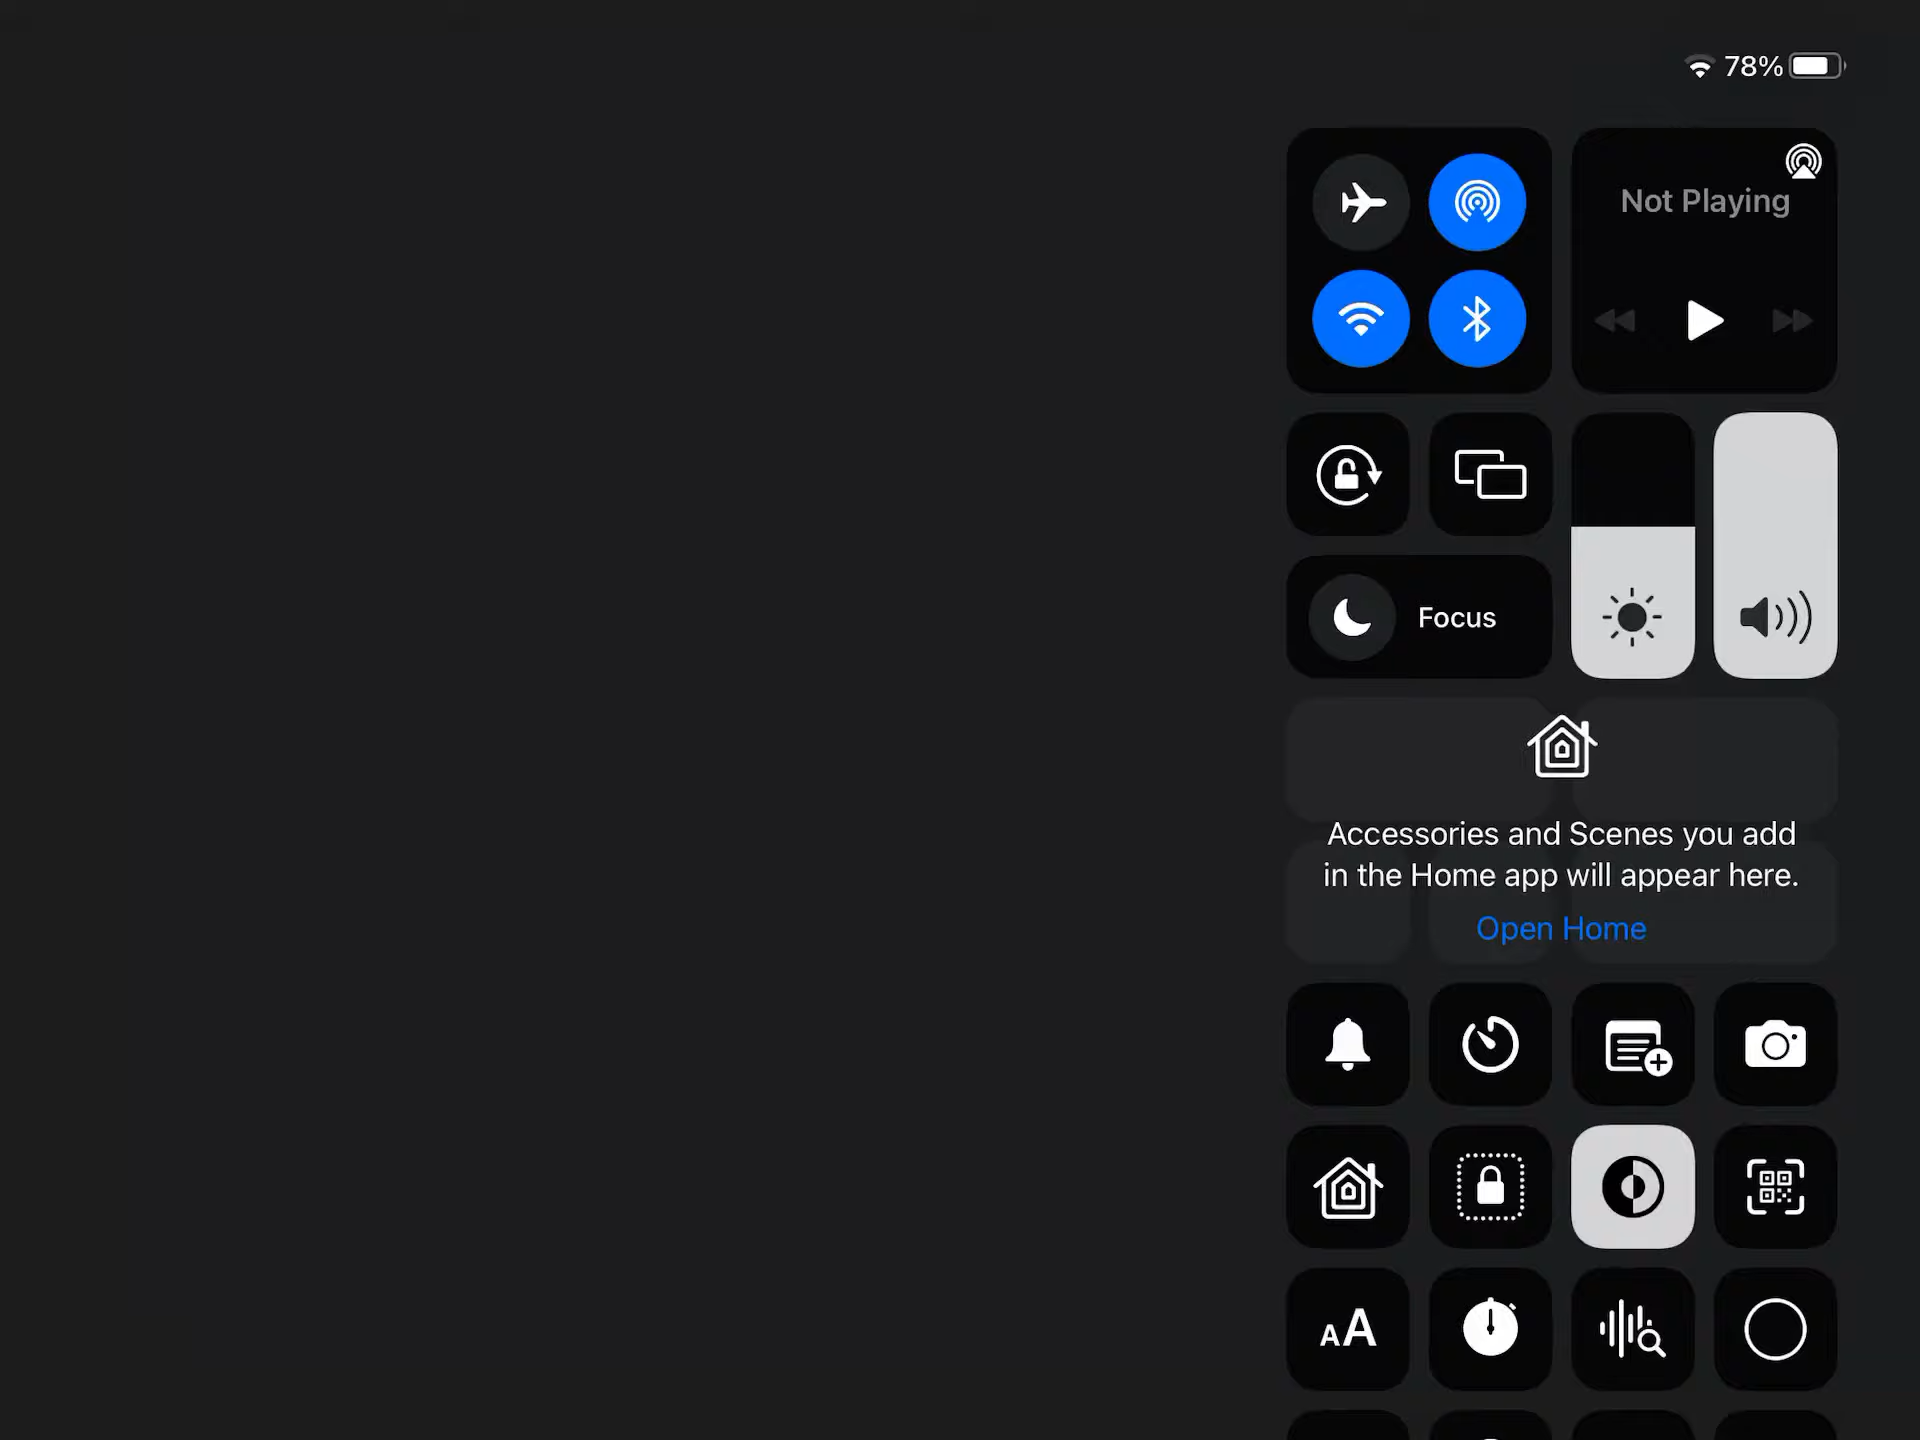 78%
Not Playing
Focus
Accessories and Scenes you add
in the Home app will appear here.
Open Home
AA